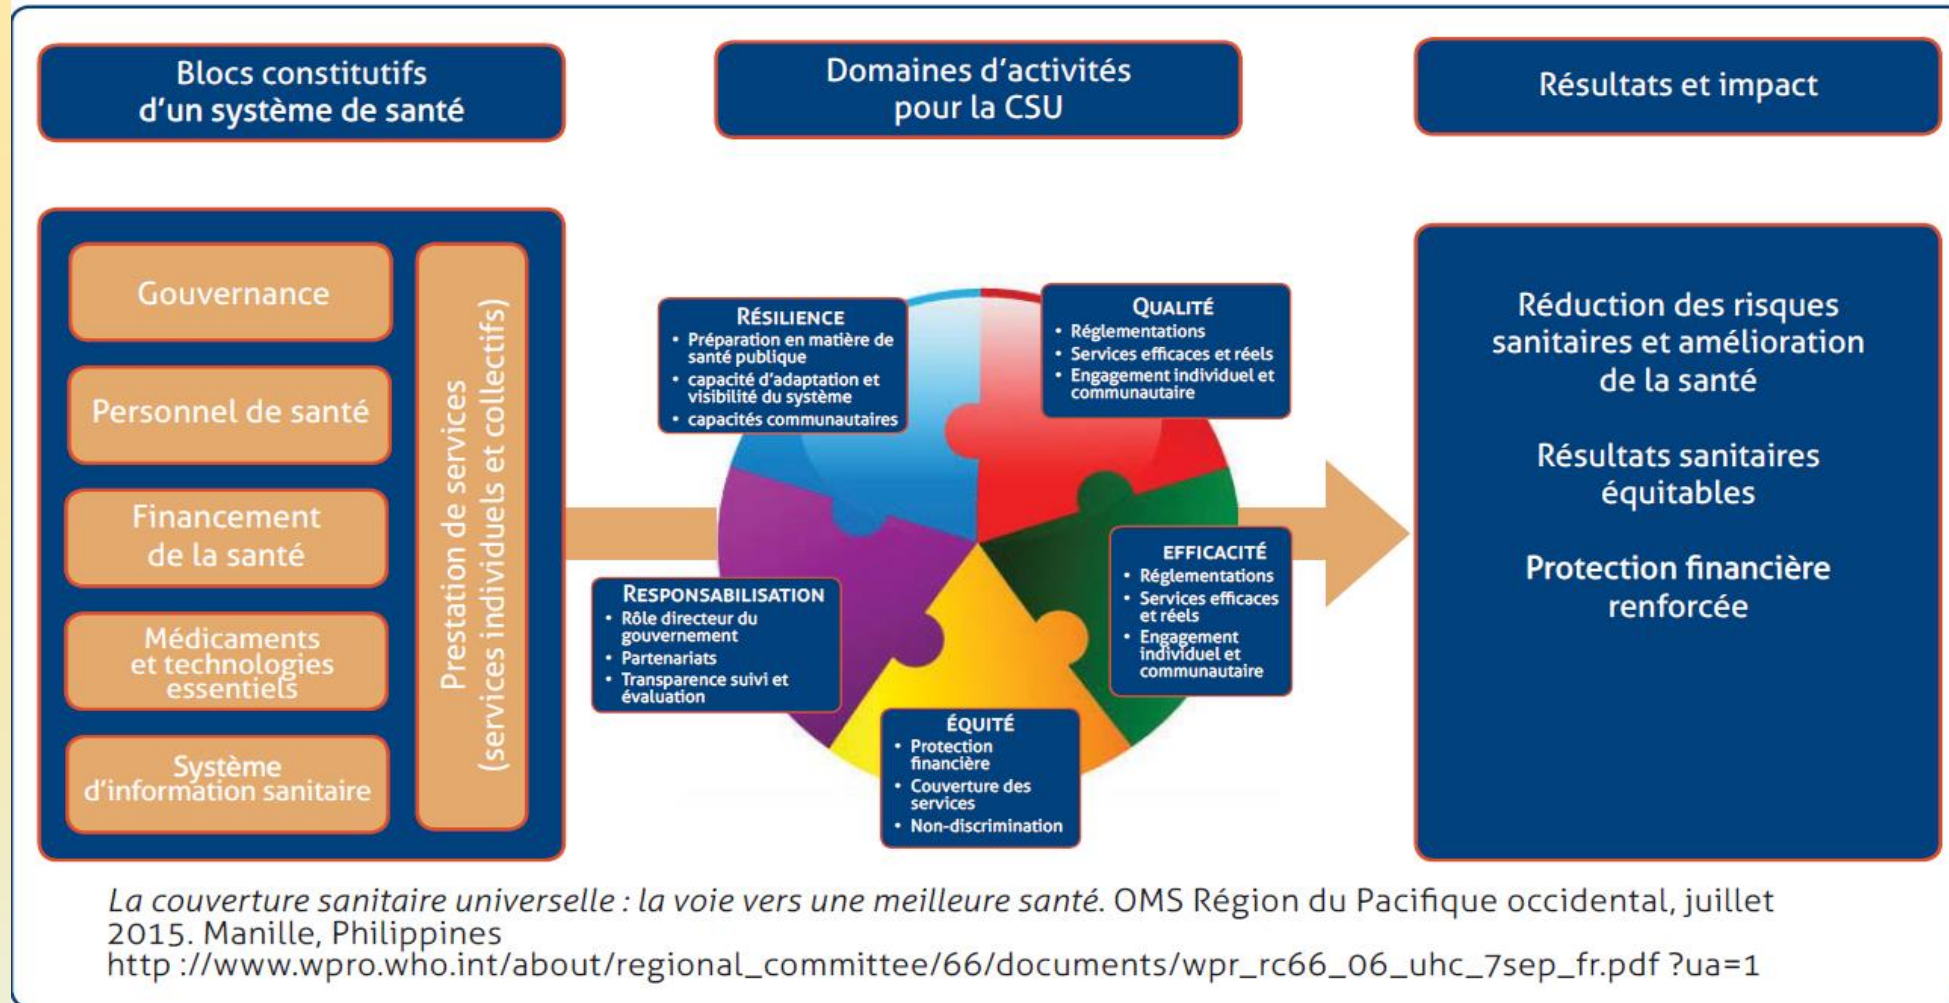 Blocs constitutifs
d'un système de santé
Domaines d'activités
pour la CSU
Résultats et impact
Gouvernance
Personnel de santé
Financement
de la santé
Médicaments
et technologies
essentiels
Système
d'information sanitaire
Prestation de services
(services individuels et collectifs)
RÉSILIENCE
• Préparation en matière de
santé publique
• capacité d'adaptation et
visibilité du système
• capacités communautaires
QUALITÉ
• Réglementations
• Services efficaces et réels
• Engagement individuel et
communautaire
RESPONSABILISATION
• Rôle directeur du
gouvernement
• Partenariats
• Transparence suivi et
évaluation
EFFICACITÉ
• Réglementations
• Services efficaces
et réels
• Engagement
individuel et
communautaire
ÉQUITÉ
• Protection
financière
• Couverture des
services
• Non-discrimination
Réduction des risques
sanitaires et amélioration
de la santé
Résultats sanitaires
équitables
Protection financière
renforcée
La couverture sanitaire universelle : la voie vers une meilleure santé. OMS Région du Pacifique occidental, juillet
2015. Manille, Philippines
http ://www.wpro.who.int/about/regional_committee/66/documents/wpr_rc66_06_uhc_7sep_fr.pdf ?ua=1